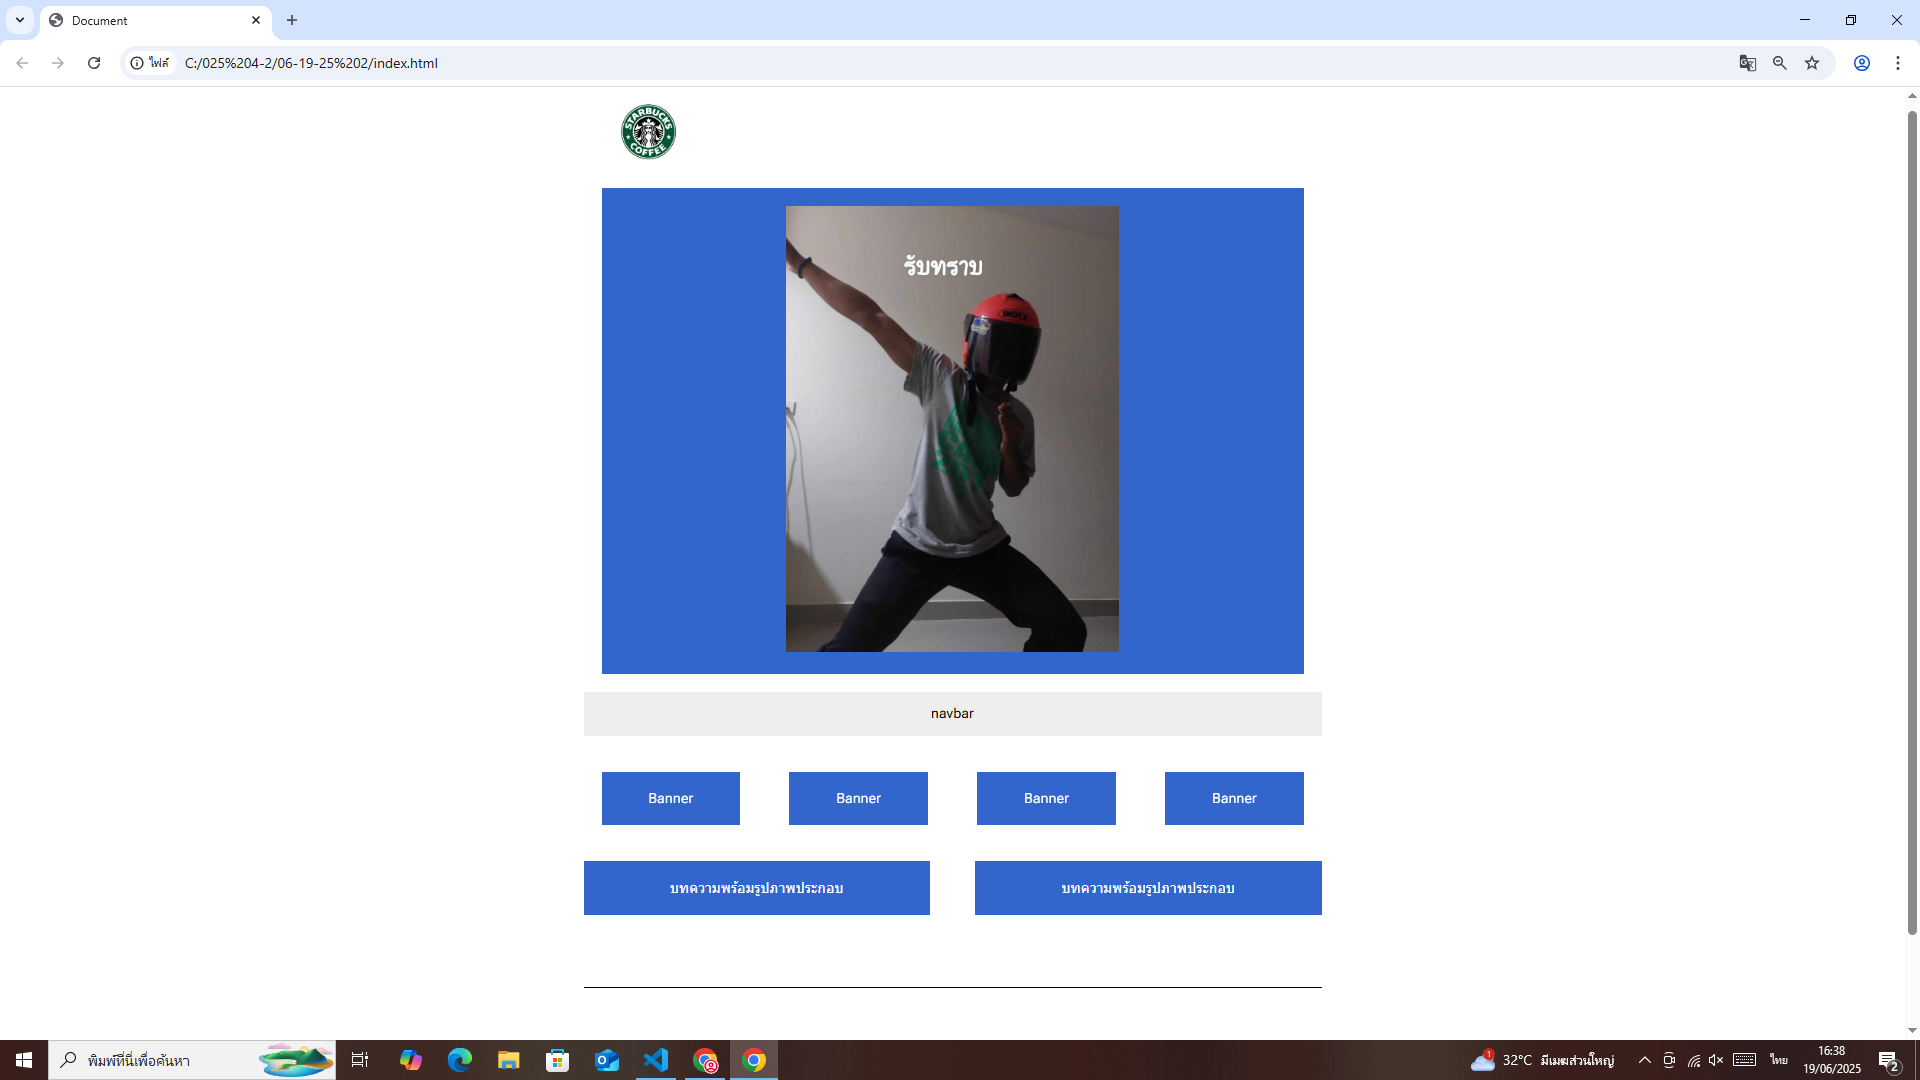 Document
ไฟล์
C:/025%204-2/06-19-25%202/index.html
STARBUCKS
COFFEE
รับทราบ
INDEX
navbar
Banner
Banner
Banner
Banner
บทความพร้อมรูปภาพประกอบ
บทความพร้อมรูปภาพประกอบ
พิมพ์ที่นี่เพื่อค้นหา
1
32°C มีเมฆส่วนใหญ่
ไทย
16:38
19/06/2025
2